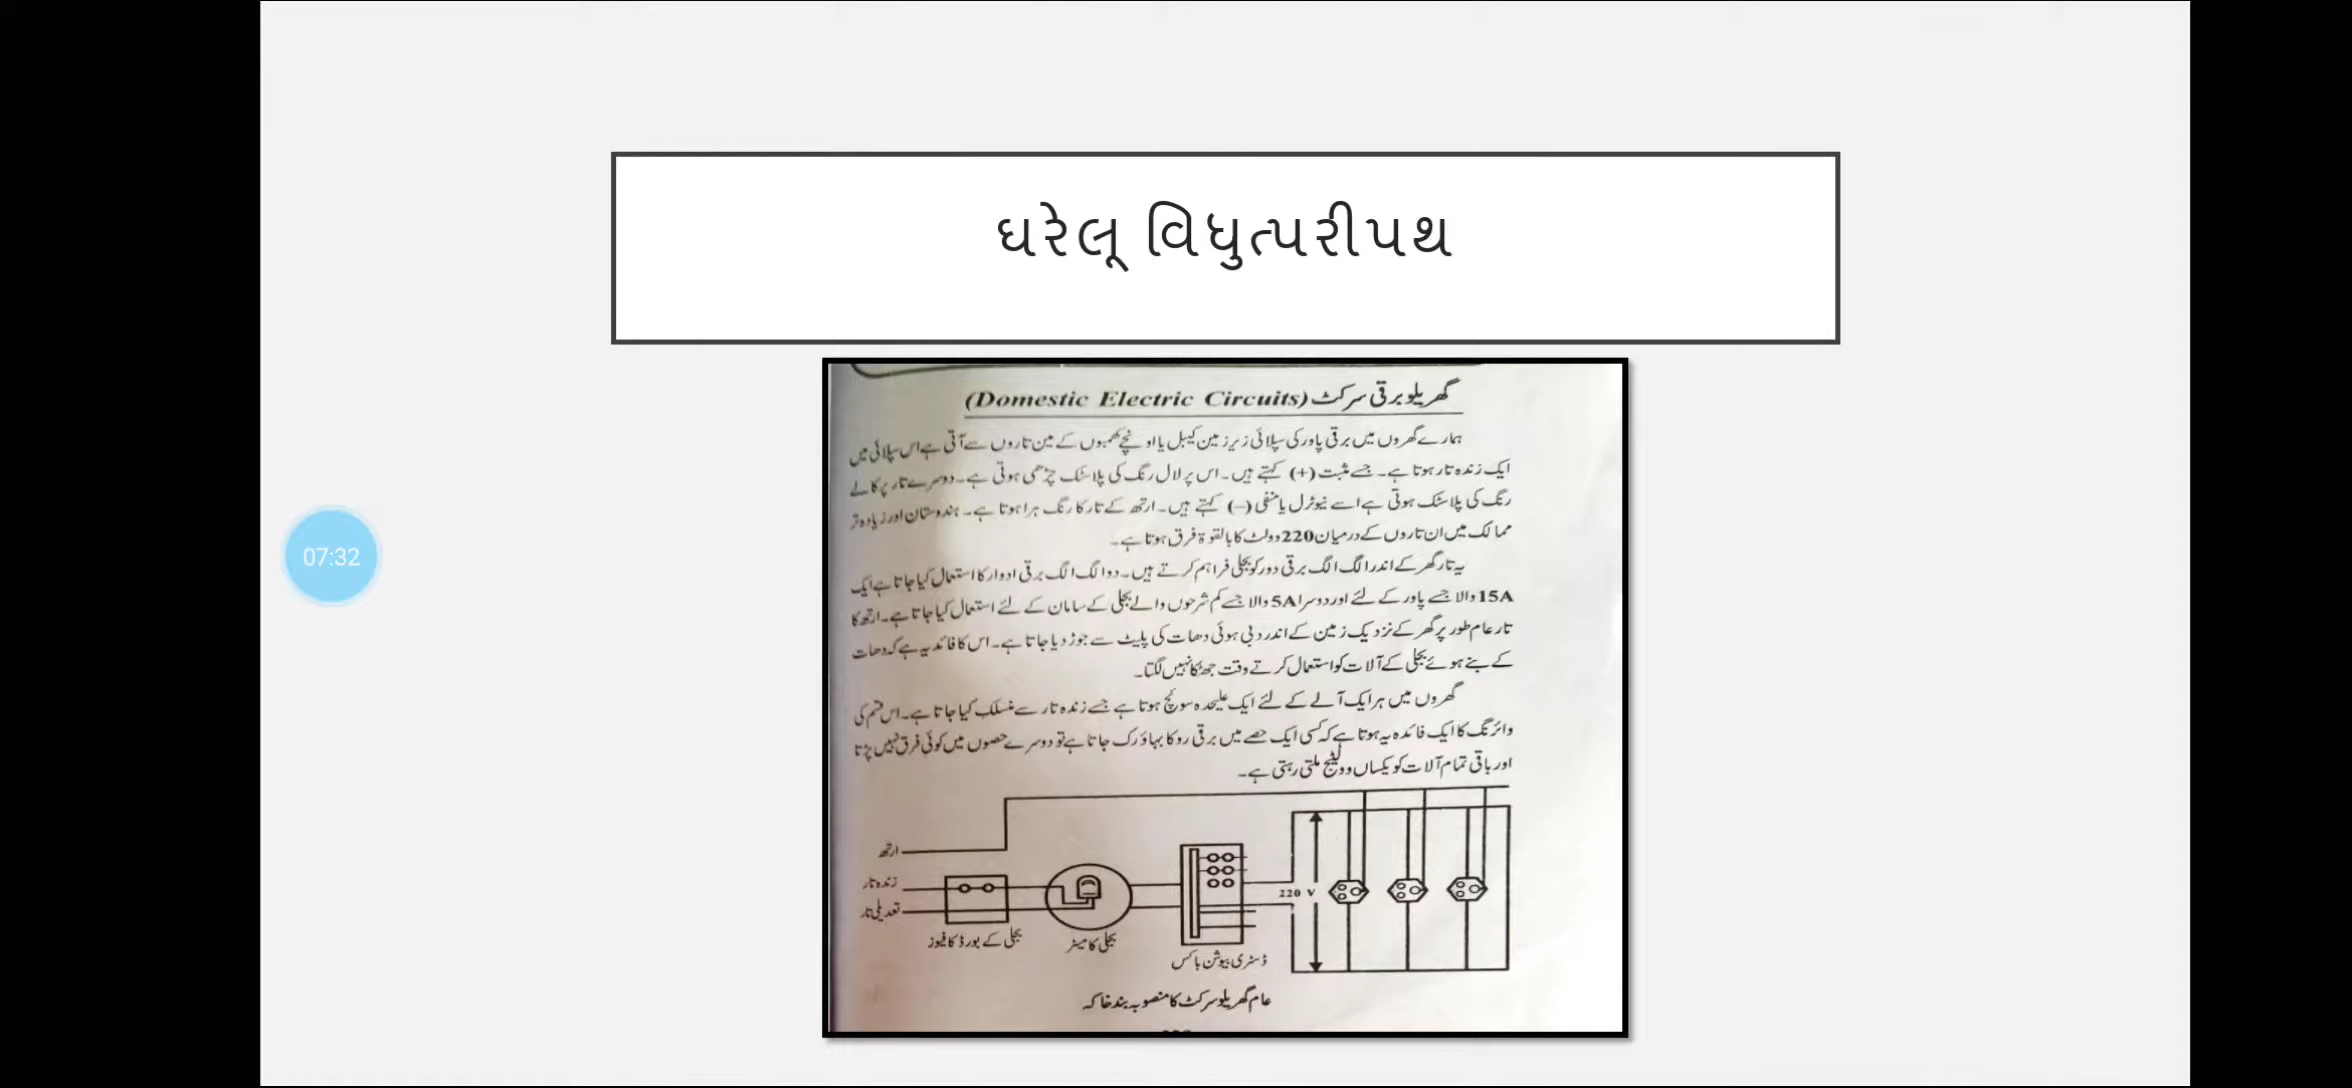 ઘરેલૂ વિધુત્પરીપથ
گھریلو برقی سرکٹ (Domestic Electric Circuits)
ہمارے گھروں میں برقی پاور کی سپلائی زیر زمین کیبل یا اونچے کھمبوں کے مین تاروں سے آتی ہے اس سپلائی میں
ایک زندہ تار ہوتا ہے۔ جسے مثبت (+) کہتے ہیں۔ اس پر لال رنگ کی پلاسٹک چڑھی ہوتی ہے۔ دوسرے تار پر کالے
رنگ کی پلاسٹک ہوتی ہے اسے نیوٹرل یا منفی (–) کہتے ہیں۔ ارتھ کے تار کا رنگ ہرا ہوتا ہے۔ ہندوستان اور زیادہ تر
ممالک میں ان تاروں کے درمیان 220 وولٹ کا بالقوۃ فرق ہوتا ہے۔
یہ تار گھر کے اندر الگ الگ برقی دور کو بجلی فراہم کرتے ہیں۔ دو الگ الگ برقی ادوار کا استعمال کیا جاتا ہے ایک
15A والا جسے پاور کے لئے اور دوسرا 5A والا جسے کم شرحوں والے بجلی کے سامان کے لئے استعمال کیا جاتا ہے۔ ارتھ کا
تار عام طور پر گھر کے نزدیک زمین کے اندر دبی ہوئی دھات کی پلیٹ سے جوڑ دیا جاتا ہے۔ اس کا فائدہ یہ ہے کہ دھات
کے بنے ہوئے بجلی کے آلات کو استعمال کرتے وقت جھٹکا نہیں لگتا۔
گھروں میں ہر ایک آلے کے لئے ایک علیحدہ سوئچ ہوتا ہے جسے زندہ تار سے منسلک کیا جاتا ہے۔ اس قسم کی
وائرنگ کا ایک فائدہ یہ ہوتا ہے کہ کسی ایک حصے میں برقی رو کا بہاؤ رک جاتا ہے تو دوسرے حصوں میں کوئی فرق نہیں پڑتا
اور باقی تمام آلات کو یکساں وولٹیج ملتی رہتی ہے۔
ارتھ
زندہ تار
تعدیلی تار
220 V
بجلی کے بورڈ کا فیوز
بجلی کا میٹر
ڈسٹری بیوشن باکس
عام گھریلو سرکٹ کا منصوبہ بند خاکہ
07:32